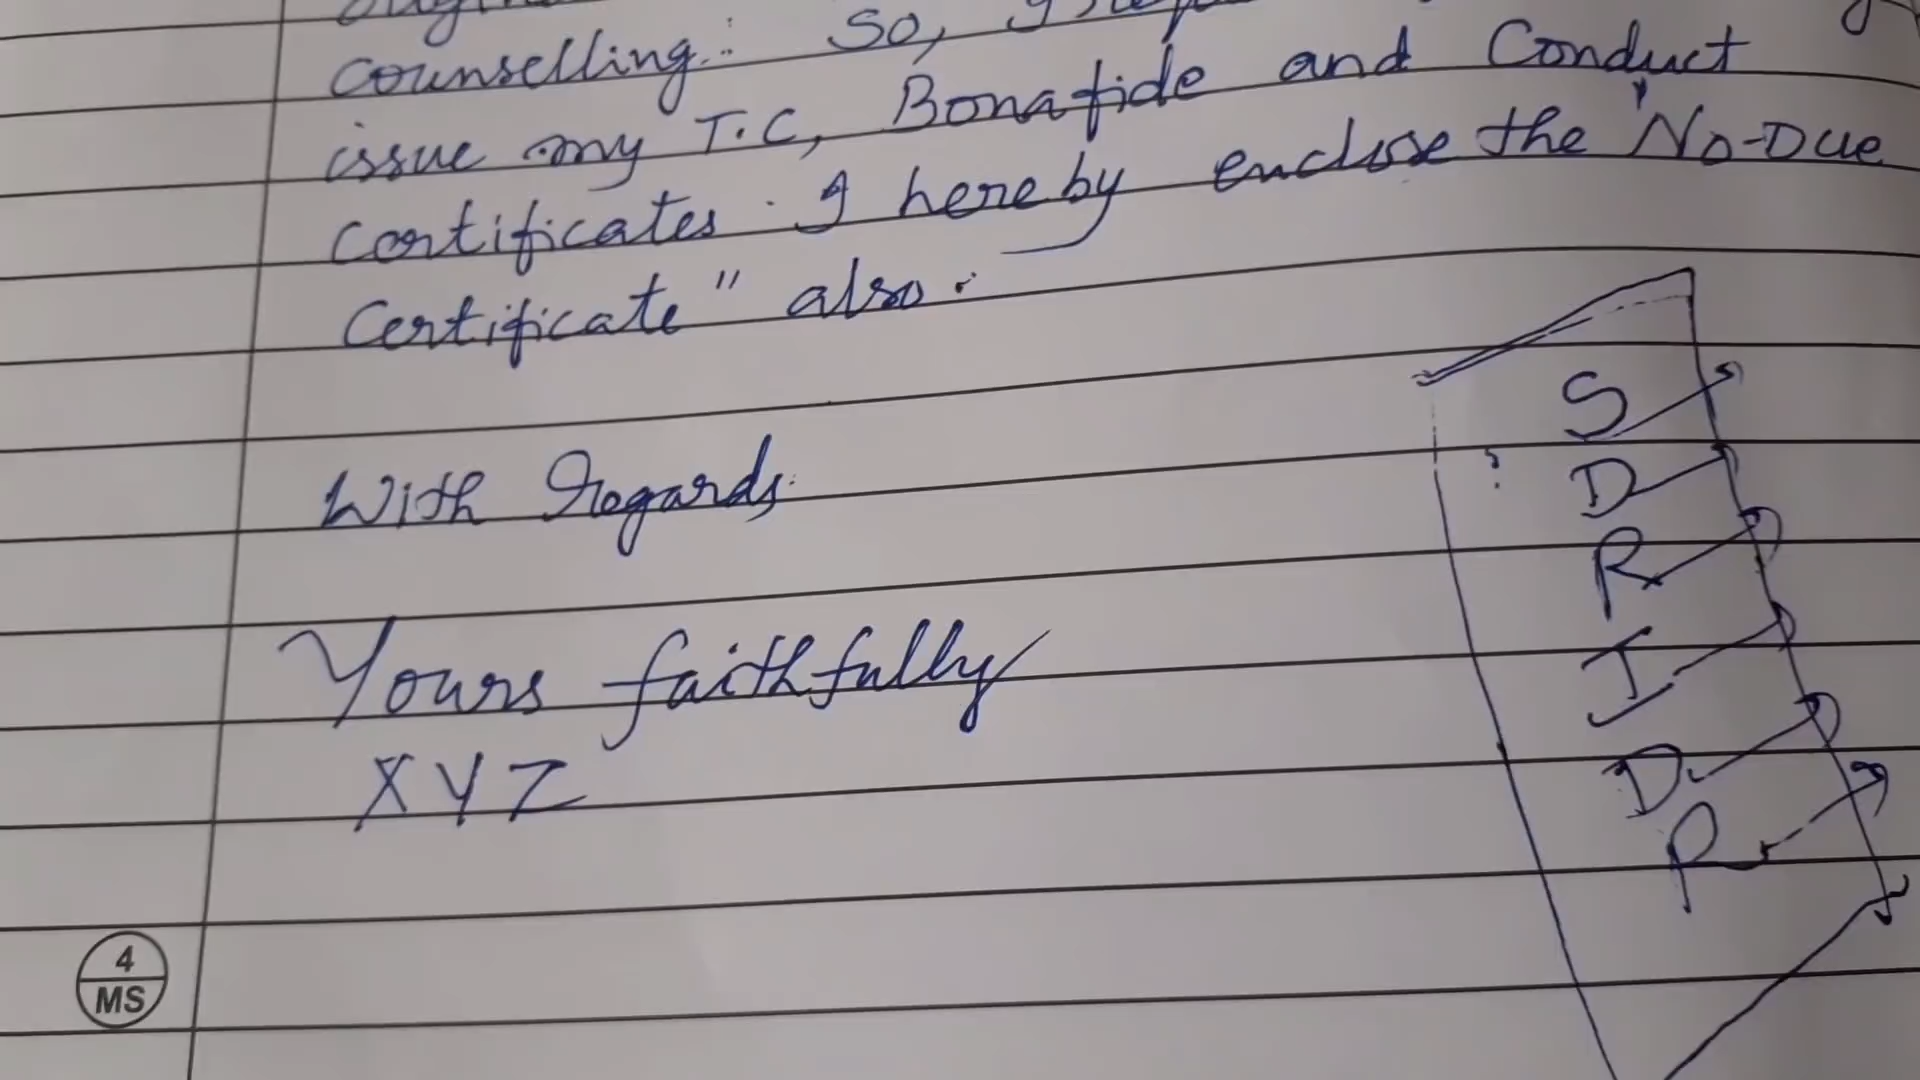 counselling. So, I
issue my T.C, Bonafide and Conduct
certificates. I hereby enclose the "No-Due
Certificate" also.
With regards
Yours faithfully
XYZ
S
D
R
I
D
P
4
MS